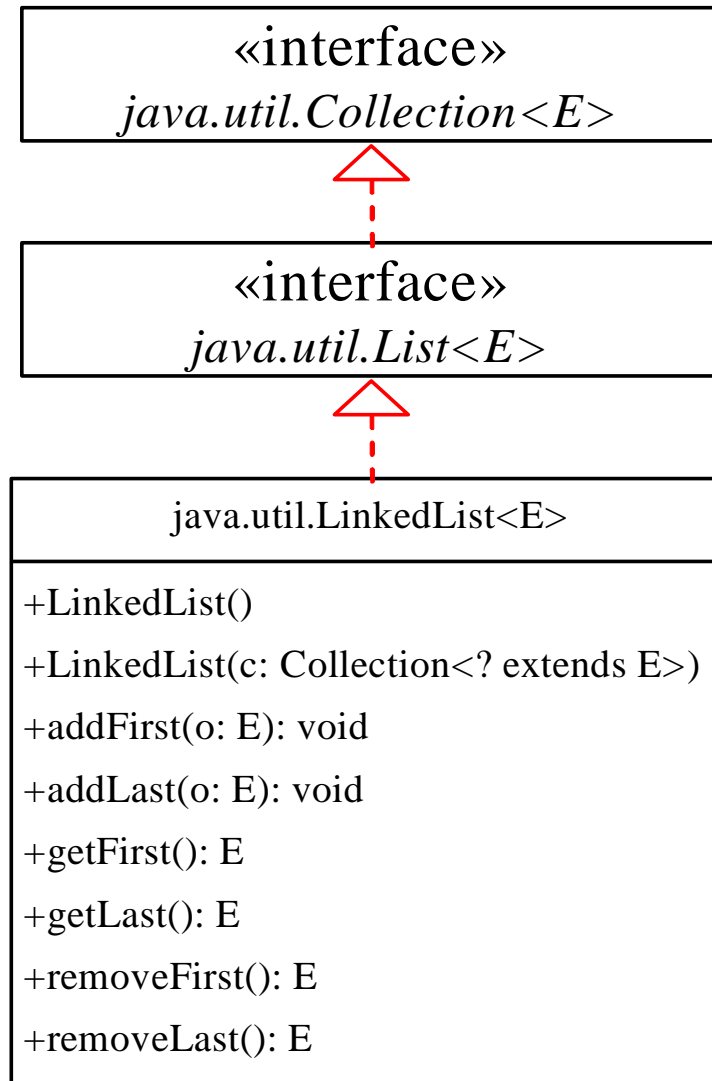 «interface»
java.util.Collection<E>
«interface»
java.util.List<E>
java.util.LinkedList<E>
+LinkedList()
+LinkedList(c: Collection<? extends E>)
+addFirst(o: E): void
+addLast(o: E): void
+getFirst(): E
+getLast(): E
+removeFirst(): E
+removeLast(): E